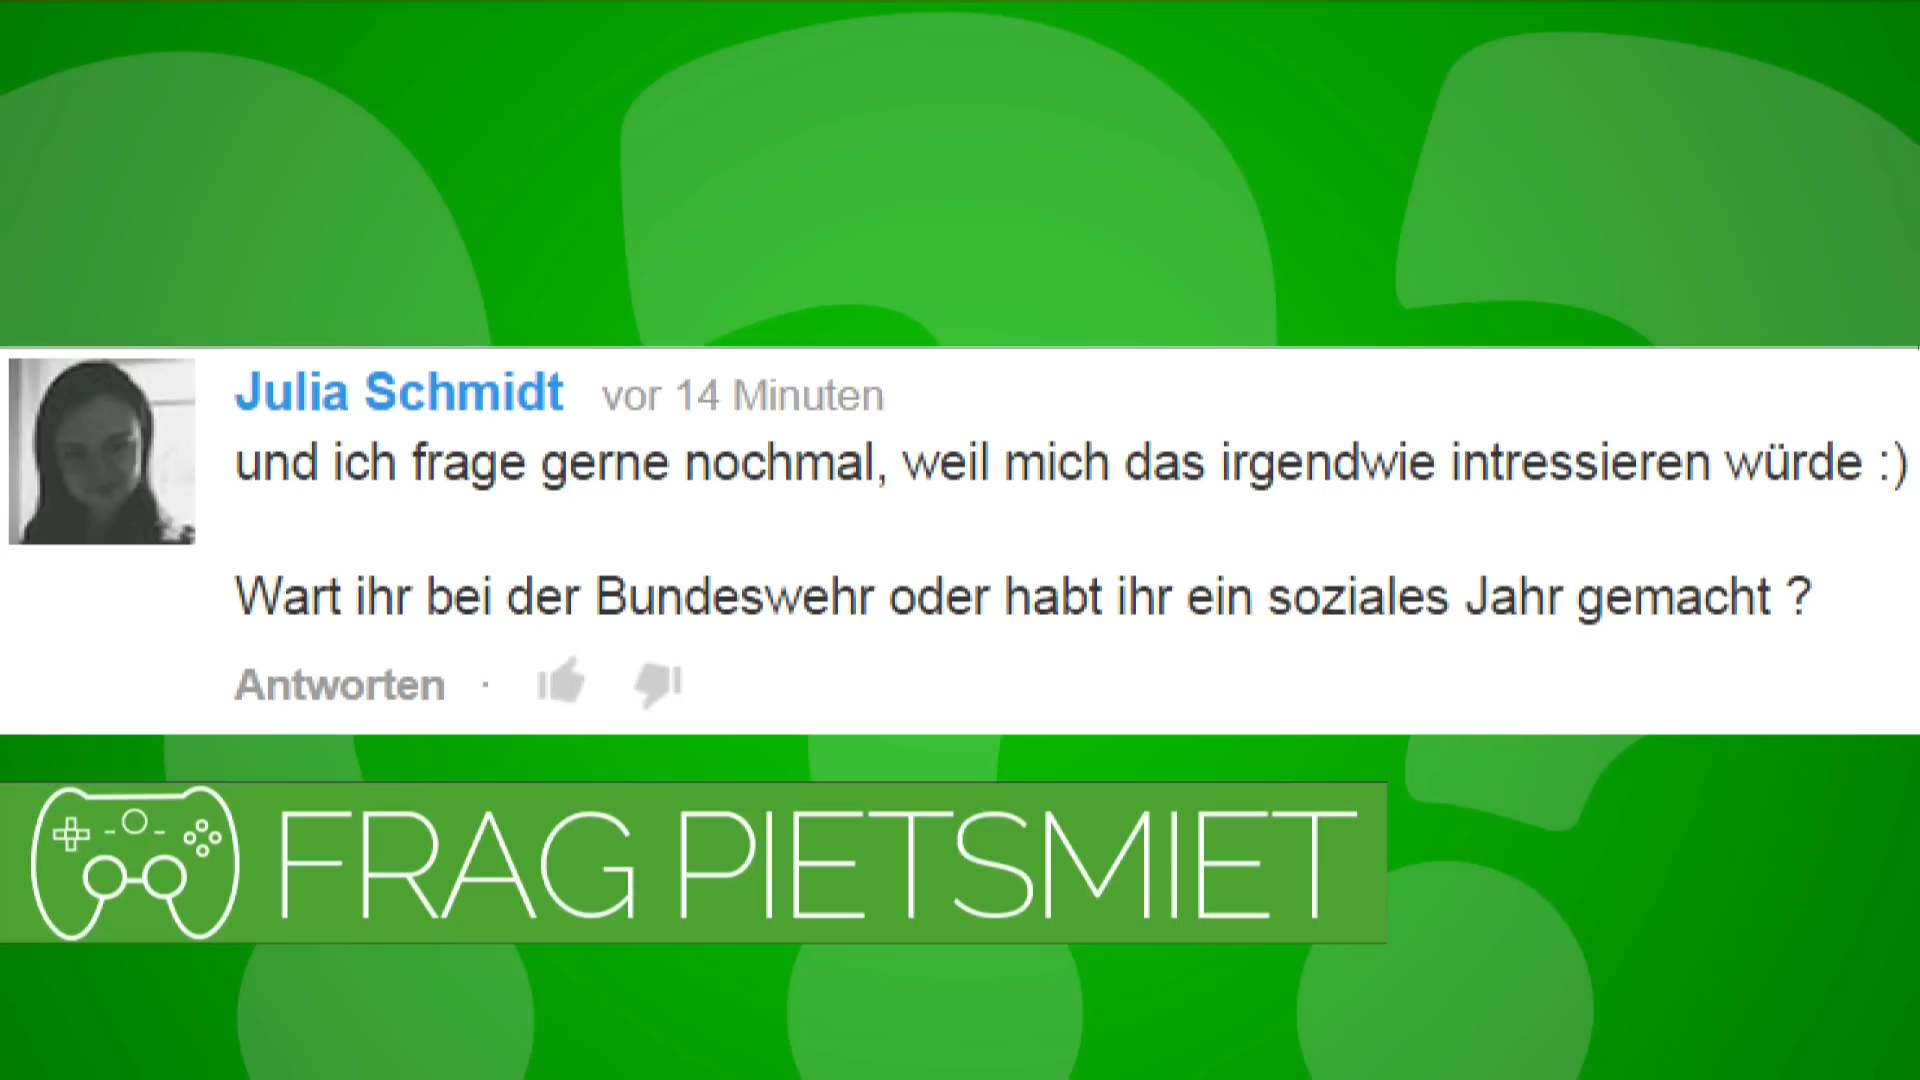 Julia Schmidt vor 14 Minuten
und ich frage gerne nochmal, weil mich das irgendwie intressieren würde :)
Wart ihr bei der Bundeswehr oder habt ihr ein soziales Jahr gemacht ?
Antworten ·
FRAG PIETSMIET